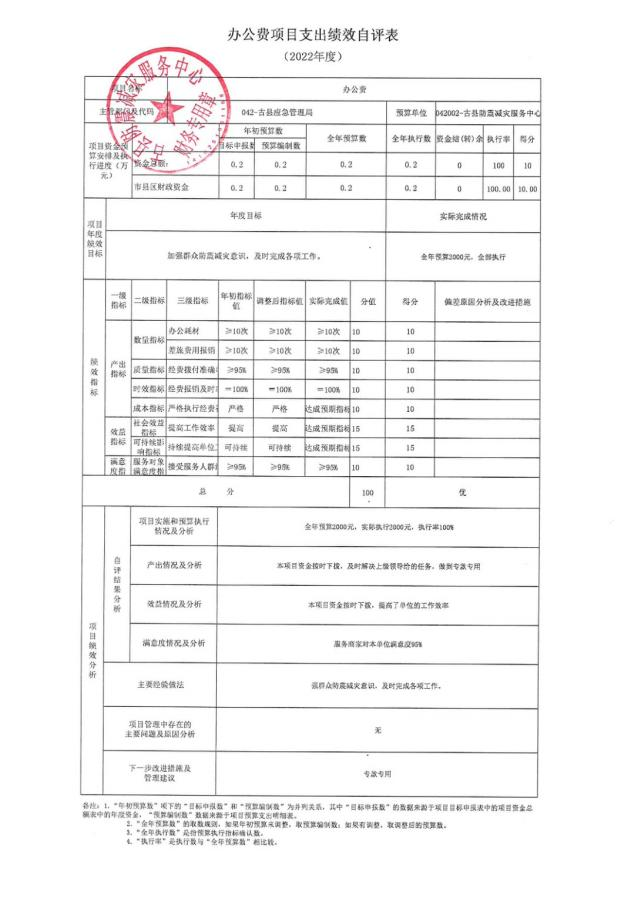 办公费项目支出绩效自评表
（2022年度）
项目名称 办公费
主管部门及代码 042-古县应急管理局 预算单位 042002-古县防震减灾服务中心
项目资金预算安排及执行进度（万元） 年初预算数 全年预算数 全年执行数 资金结(转)余 执行率 得分
目标申报数 预算编制数
资金总额： 0.2 0.2 0.2 0.2 0 100 10
市县区财政资金 0.2 0.2 0.2 0.2 0 100.00 10.00
项目年度绩效目标 年度目标 实际完成情况
加强群众防震减灾意识，及时完成各项工作。 全年预算2000元，全部执行
绩效指标 一级指标 二级指标 三级指标 年初指标值 调整后指标值 实际完成值 分值 得分 偏差原因分析及改进措施
产出指标 数量指标 办公耗材 ≥10次 ≥10次 ≥10次 10 10
差旅费用报销 ≥10次 ≥10次 ≥10次 10 10
质量指标 经费拨付准确 ≥95% ≥95% ≥95% 10 10
时效指标 经费报销及时 =100% =100% =100% 10 10
成本指标 严格执行经费 严格 严格 达成预期指标 10 10
效益指标 社会效益指标 提高工作效率 提高 提高 达成预期指标 15 15
可持续影响指标 持续提高单位 可持续 可持续 达成预期指标 15 15
满意度指 服务对象满意度指 接受服务人群 ≥95% ≥95% ≥95% 10 10
总 分 100 优
项目绩效分析 自评结果分析 项目实施和预算执行情况及分析 全年预算2000元，实际执行2000元，执行率100%
产出情况及分析 本项目资金按时下拨，及时解决上级领导给的任务，做到专款专用
效益情况及分析 本项目资金按时下拨，提高了单位的工作效率
满意度情况及分析 服务商家对本单位满意度95%
主要经验做法 强群众防震减灾意识，及时完成各项工作。
项目管理中存在的主要问题及原因分析 无
下一步改进措施及管理建议 专款专用
备注：1.“年初预算数”项下的“目标申报数”和“预算编制数”为并列关系，其中“目标申报数”的数据来源于项目目标申报表中的项目资金总
额表中的年度资金，“预算编制数”数据来源于项目预算支出明细表。
2.“全年预算数”的取数规则，如果年初预算未调整，取预算编制数；如果有调整，取调整后的预算数。
3.“全年执行数”是指预算执行指标确认数。
4.“执行率”是执行数与“全年预算数”相比较。
古县防震减灾服务中心
财务专用章